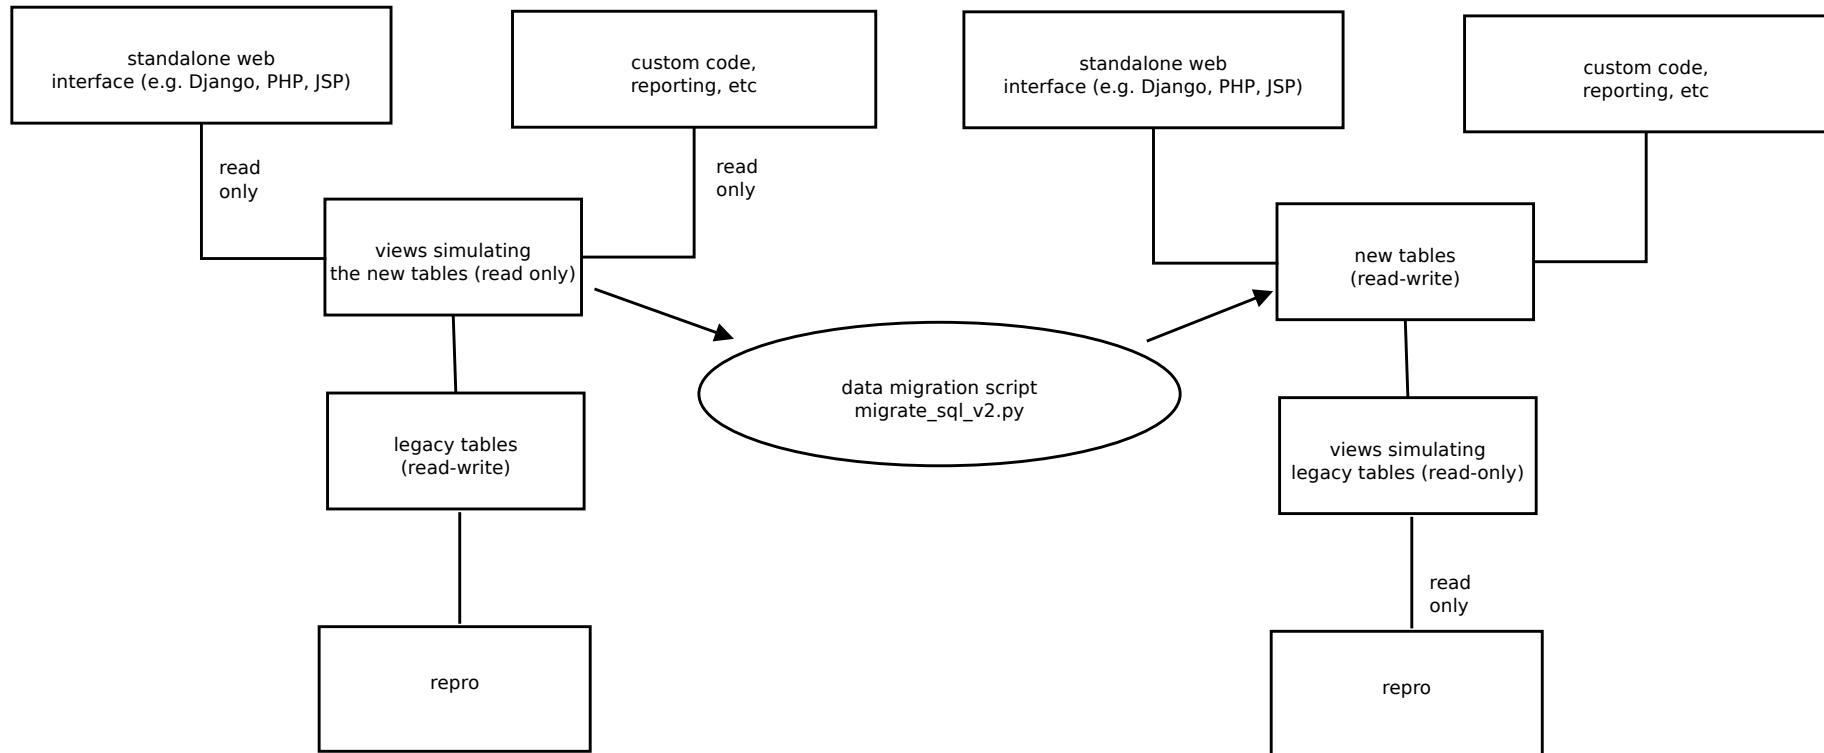 standalone web
interface (e.g. Django, PHP, JSP)
custom code,
reporting, etc
standalone web
interface (e.g. Django, PHP, JSP)
custom code,
reporting, etc
read
only
read
only
views simulating
the new tables (read only)
new tables
(read-write)
data migration script
migrate_sql_v2.py
legacy tables
(read-write)
views simulating
legacy tables (read-only)
read
only
repro
repro